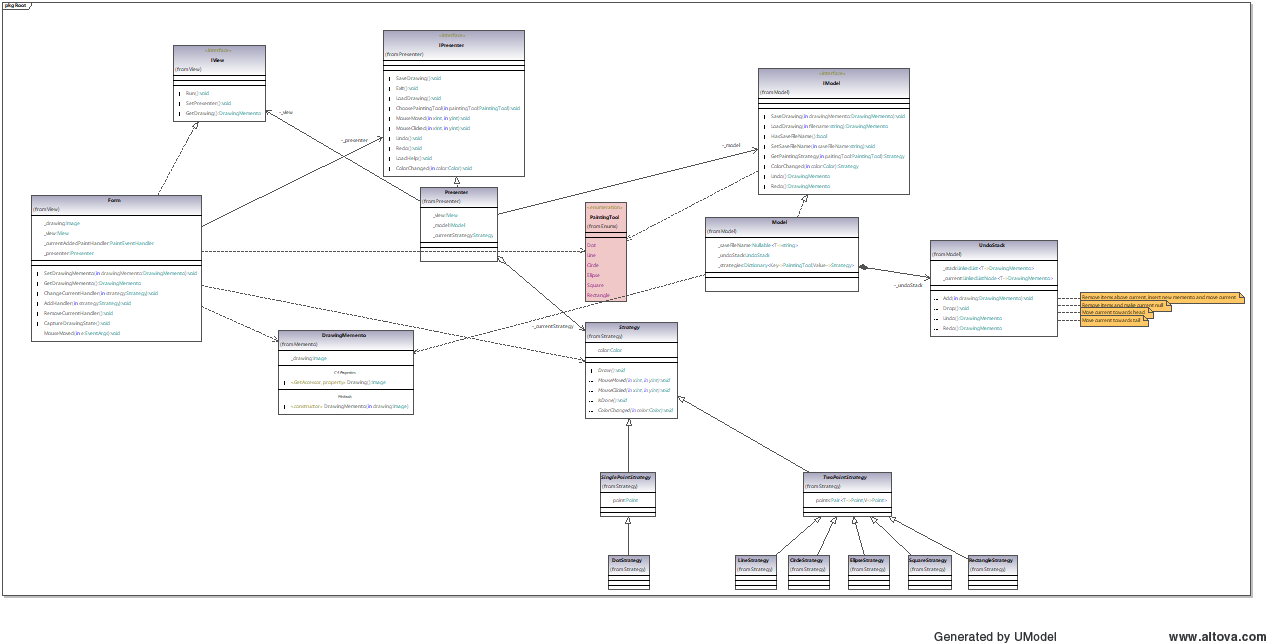 pkg Root
«interface»
IView
(from View)
Run():void
SetPresenter():void
GetDrawing():DrawingMemento
«interface»
IPresenter
(from Presenter)
SaveDrawing():void
Exit():void
LoadDrawing():void
ChoosePaintingTool(in paintingTool:PaintingTool):void
MouseMoved(in x:int, in y:int):void
MouseClicked(in x:int, in y:int):void
Undo():void
Redo():void
LoadHelp():void
ColorChanged(in color:Color):void
«interface»
IModel
(from Model)
SaveDrawing(in drawingMemento:DrawingMemento):void
LoadDrawing(in filename:string):DrawingMemento
HasSaveFileName():bool
SetSaveFileName(in saveFileName:string):void
GetPaintingStrategy(in paitingTool:PaintingTool):Strategy
ColorChanged(in color:Color):Strategy
Undo():DrawingMemento
Redo():DrawingMemento
-_view
-_presenter
-_model
Form
(from View)
_drawing:Image
_view:IView
_currentAddedPaintHandler:PaintEventHandler
_presenter:Presenter
SetDrawingMemento(in drawingMemento:DrawingMemento):void
GetDrawingMemento():DrawingMemento
ChangeCurrentHandler(in strategy:Strategy):void
AddHandler(in strategy:Strategy):void
RemoveCurrentHandler():void
CaptureDrawingState():void
MouseMove(in e:EventArgs):void
Presenter
(from Presenter)
_view:IView
_model:IModel
_currentStrategy:Strategy
«enumeration»
PaintingTool
(from Enums)
Dot
Line
Circle
Elipse
Square
Rectangle
Model
(from Model)
_saveFileName:Nullable<T->string>
_undoStack:UndoStack
_strategies:Dictionary<Key->PaintingTool,Value->Strategy>
-_undoStack
UndoStack
(from Model)
_stack:LinkedList<T->DrawingMemento>
_current:LinkedListNode<T->DrawingMemento>
Add(in drawing:DrawingMemento):void
Drop():void
Undo():DrawingMemento
Redo():DrawingMemento
Remove items above current, insert new memento and move current
Remove items and make current null
Move current towards head
Move current towards tail
-_currentStrategy
DrawingMemento
(from Memento)
_drawing:Image
C# Properties
«GetAccessor, property» Drawing():Image
Methods
«constructor» DrawingMemento(in drawing:Image)
Strategy
(from Strategy)
color:Color
Draw():void
MouseMoved(in x:int, in y:int):void
MouseClicked(in x:int, in y:int):void
IsDone():void
ColorChanged(in color:Color):void
SinglePointStrategy
(from Strategy)
point:Point
TwoPointStrategy
(from Strategy)
points:Pair<T->Point,V->Point>
DotStrategy
(from Strategy)
LineStrategy
(from Strategy)
CircleStrategy
(from Strategy)
ElipseStrategy
(from Strategy)
SquareStrategy
(from Strategy)
RectangleStrategy
(from Strategy)
Generated by UModel
www.altova.com